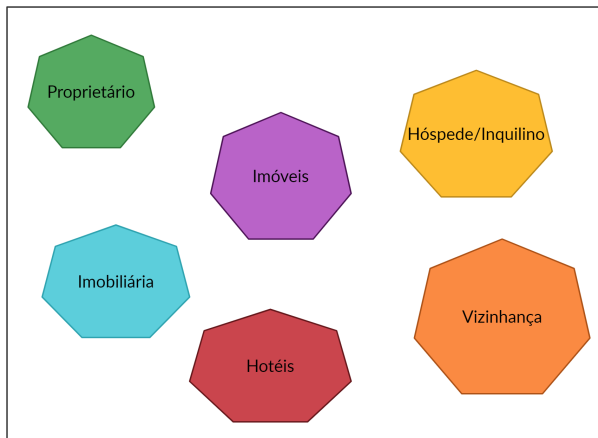 Proprietário
Hóspede/Inquilino
Imóveis
Imobiliária
Vizinhança
Hotéis